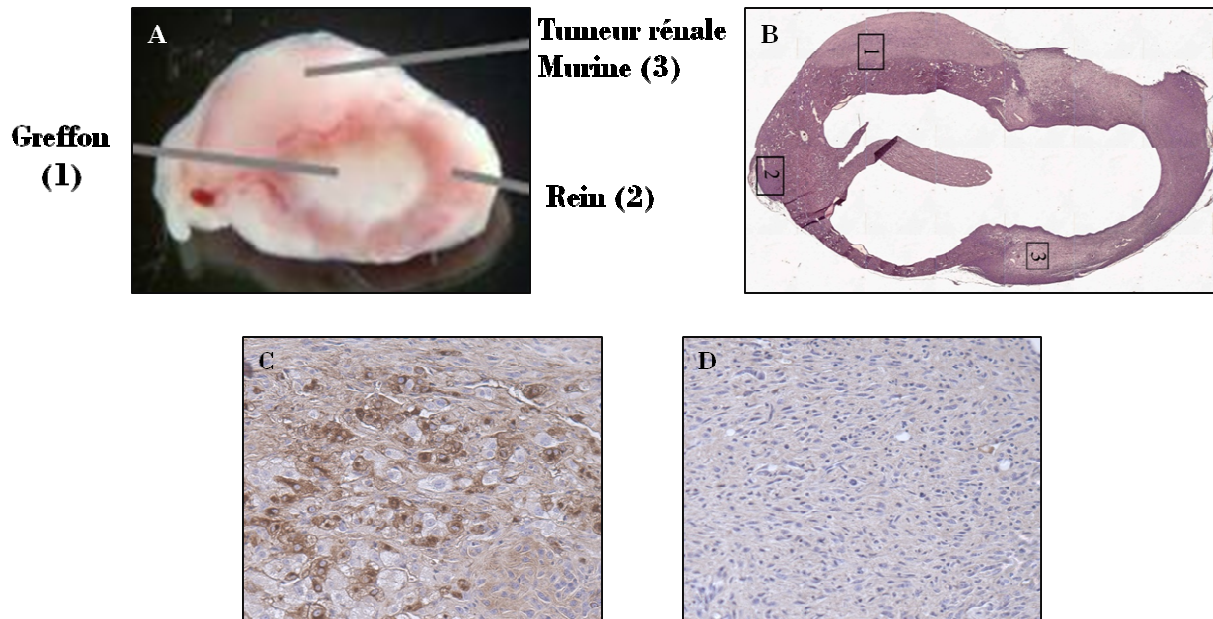 A
Tumeur rénale
Murine (3)
Greffon
(1)
Rein (2)
B
1
2
3
C
D